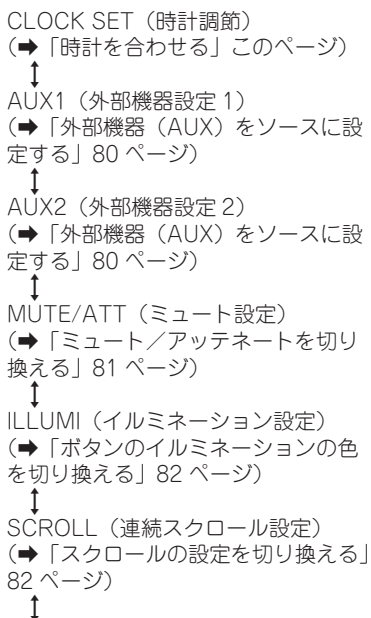 CLOCK SET（時計調節）
（➡「時計を合わせる」このページ）
↕
AUX1（外部機器設定 1）
（➡「外部機器（AUX）をソースに設
定する」80 ページ）
↕
AUX2（外部機器設定 2）
（➡「外部機器（AUX）をソースに設
定する」80 ページ）
↕
MUTE/ATT（ミュート設定）
（➡「ミュート／アッテネートを切り
換える」81 ページ）
↕
ILLUMI（イルミネーション設定）
（➡「ボタンのイルミネーションの色
を切り換える」82 ページ）
↕
SCROLL（連続スクロール設定）
（➡「スクロールの設定を切り換える」
82 ページ）
↕